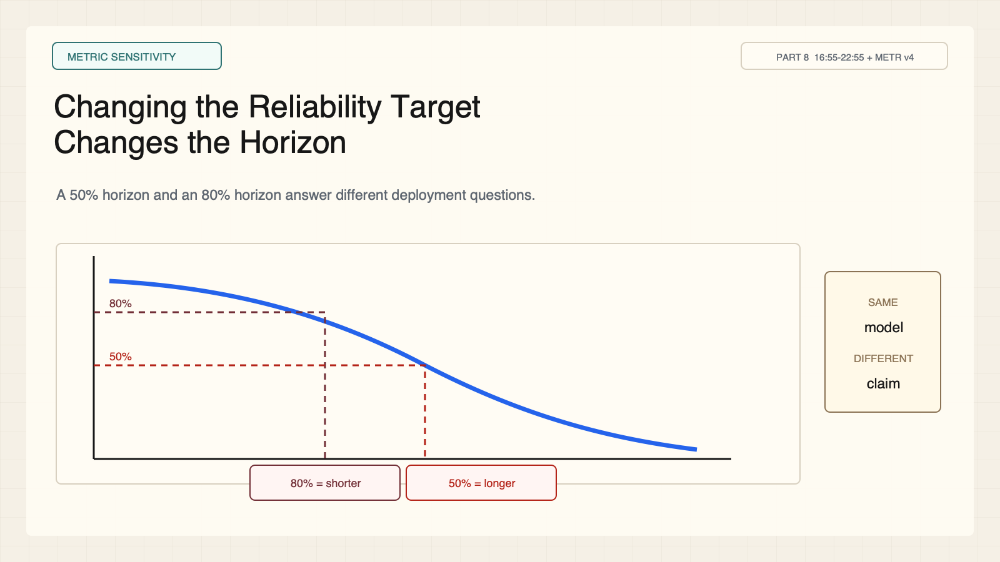 METRIC SENSITIVITY
PART 8 16:55-22:55 + METR v4
Changing the Reliability Target
Changes the Horizon
A 50% horizon and an 80% horizon answer different deployment questions.
80%
50%
80% = shorter
50% = longer
SAME
model
DIFFERENT
claim